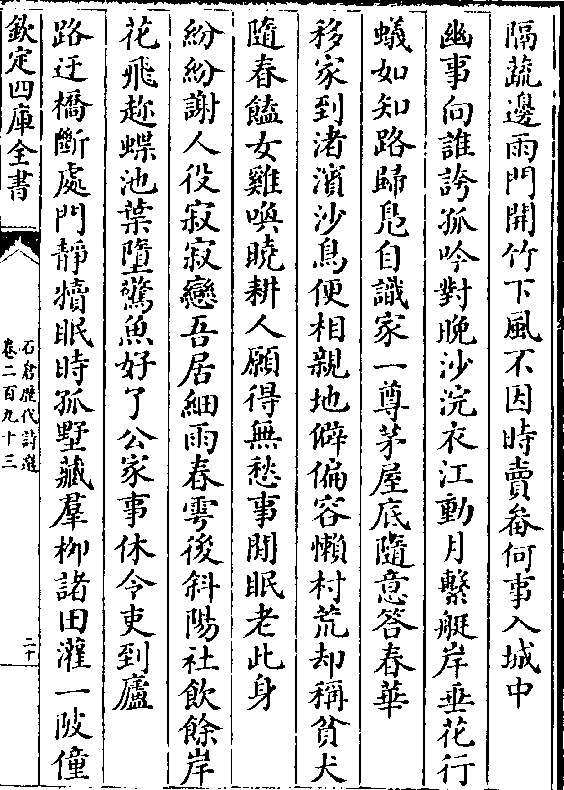 隔蔬邊雨門開竹下風不因時賣畚何事入城中
幽事向誰誇孤吟對晚沙浣衣江動月繫艇岸垂花行
蟻如知路歸鳧自識家一尊茅屋底隨意答春華
移家到渚濱沙鳥便相親地僻偏容懶村荒却稱貧犬
隨春饁女雞喚曉耕人願得無愁事閒眠老此身
紛紛謝人役寂寂戀吾居細雨春雩後斜陽社飲餘岸
花飛趂蝶池葉墮驚魚好了公家事休令吏到廬
路迂橋斷處門靜犢眠時孤墅藏羣栁諸田灌一陂僮
欽定四庫全書
石倉歷代詩選
卷二百九十三
二十